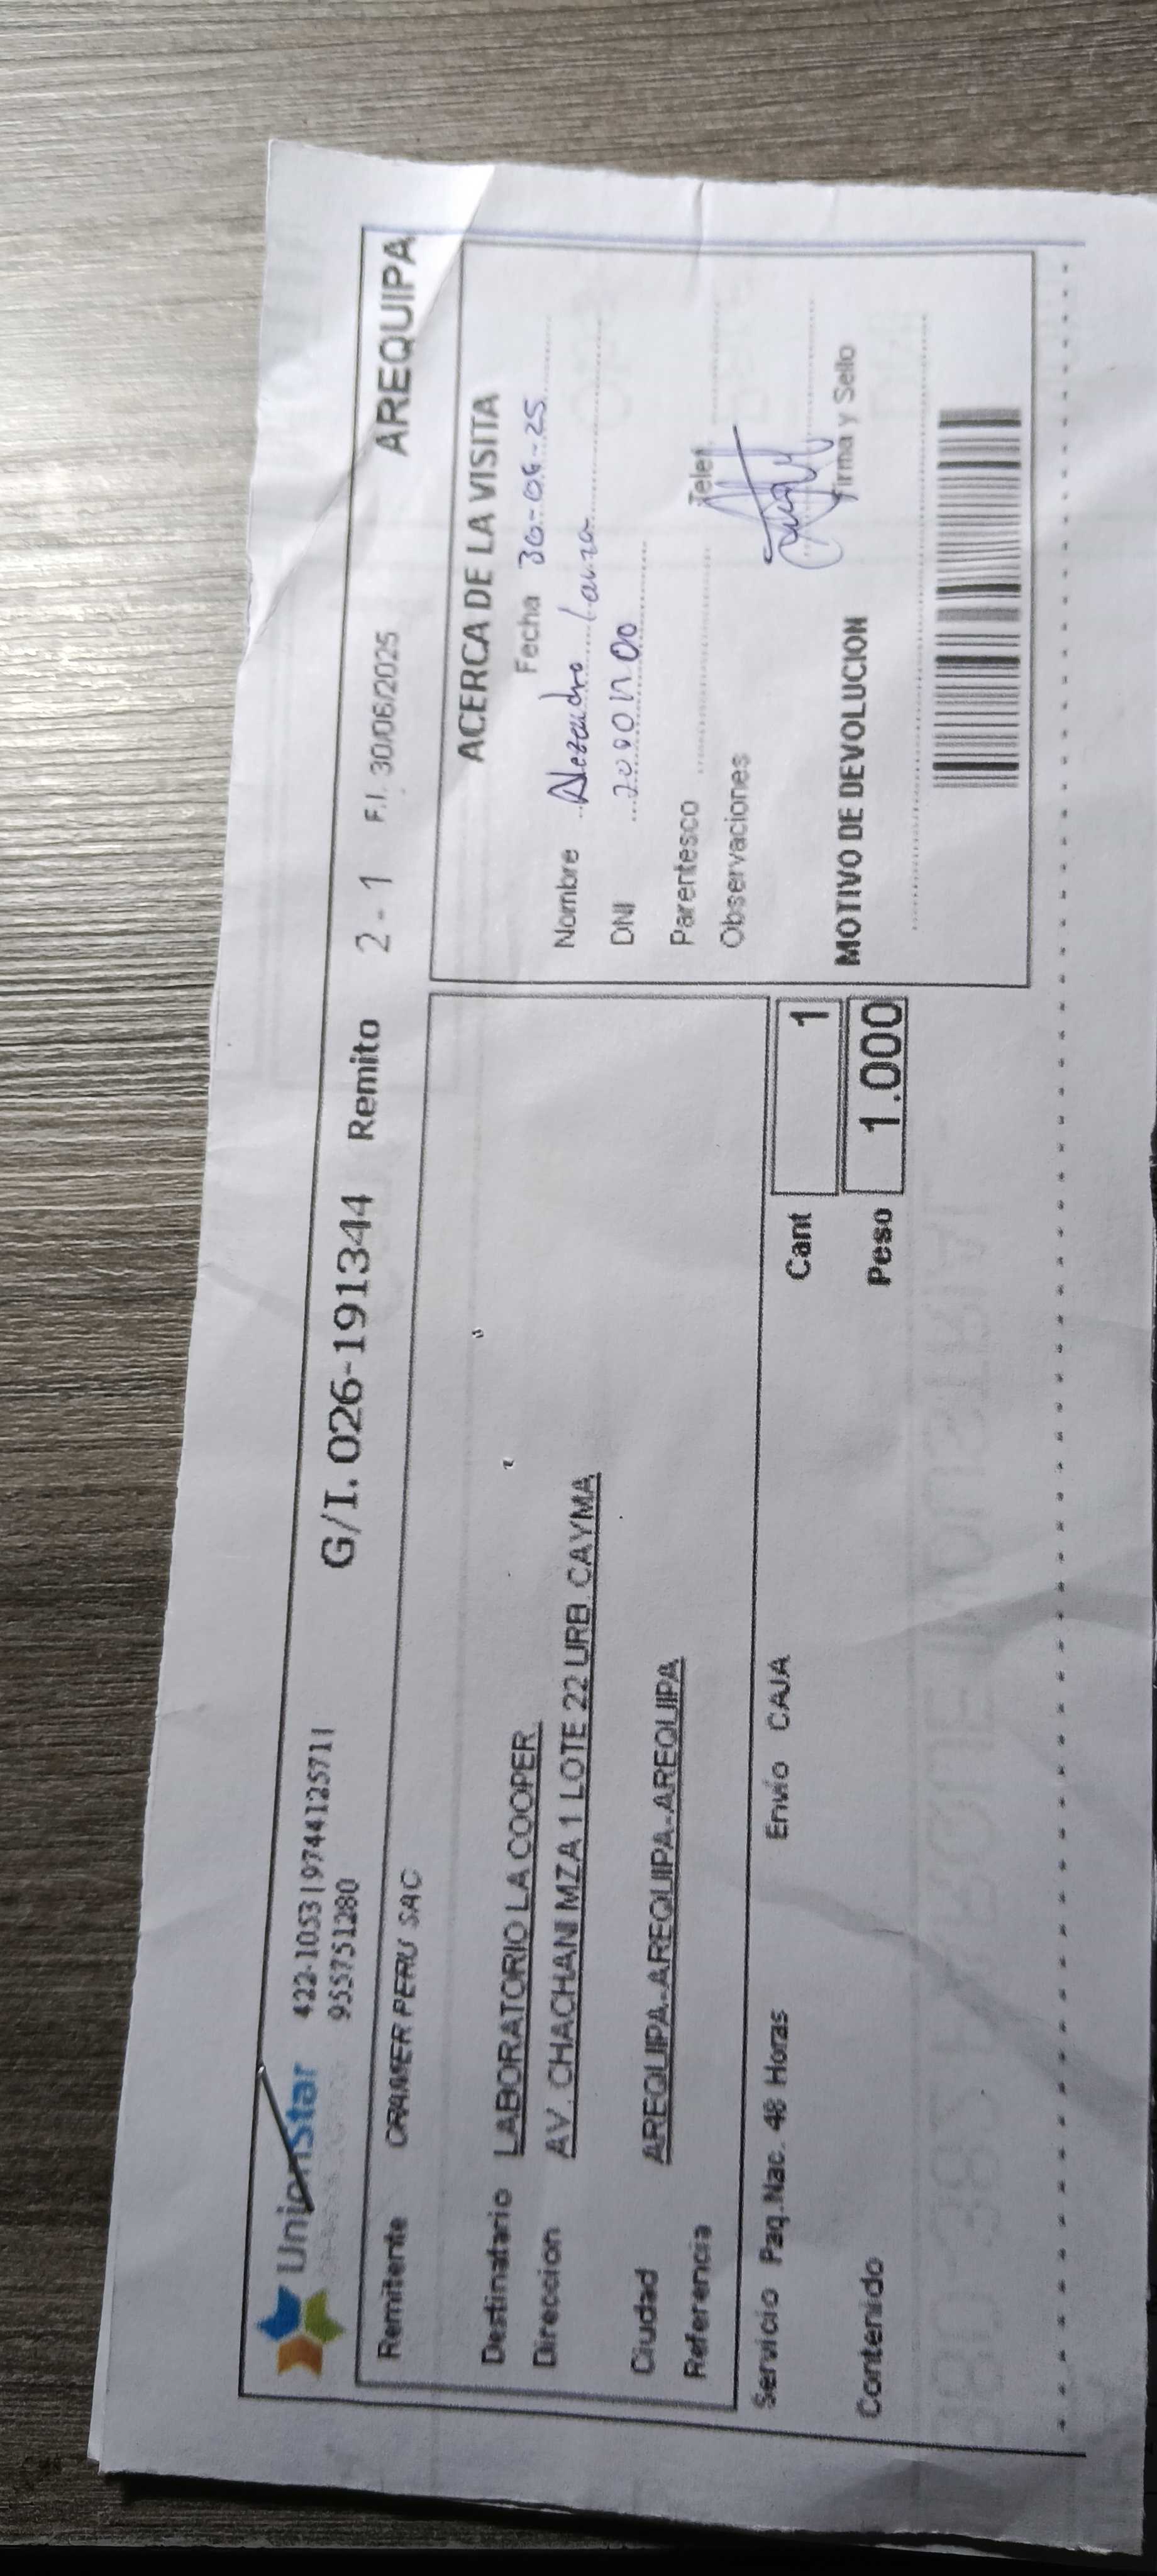 UnionStar 422-1053 | 974412571 |
955751280
G/I. 026-191344 Remito 2 - 1 F.I. 30/06/2025 AREQUIPA
Remitente CRAMER PERU SAC
Destinatario LABORATORIO LA COOPER
Direccion AV. CHACHANI MZA 1 LOTE 22 URB. CAYMA
Ciudad AREQUIPA-AREQUIPA-AREQUIPA
Referencia
Servicio Paq.Nac. 48 Horas Envio CAJA Cant 1
Contenido Peso 1.000
ACERCA DE LA VISITA
Fecha 30-06-25
Nombre
DNI
Parentesco Telef.
Observaciones
Firma y Sello
MOTIVO DE DEVOLUCION